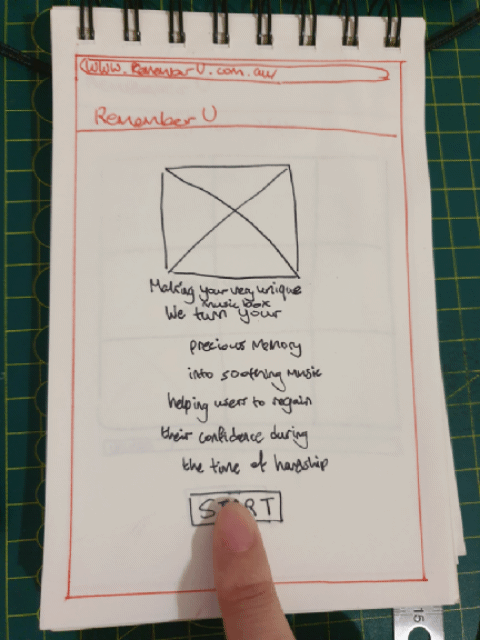 www.RememberU.com.au/
Remember U
Making your very unique
music box
We turn your
precious Memory
into soothing Music
helping users to regain
their confidence during
the time of hardship
START
15